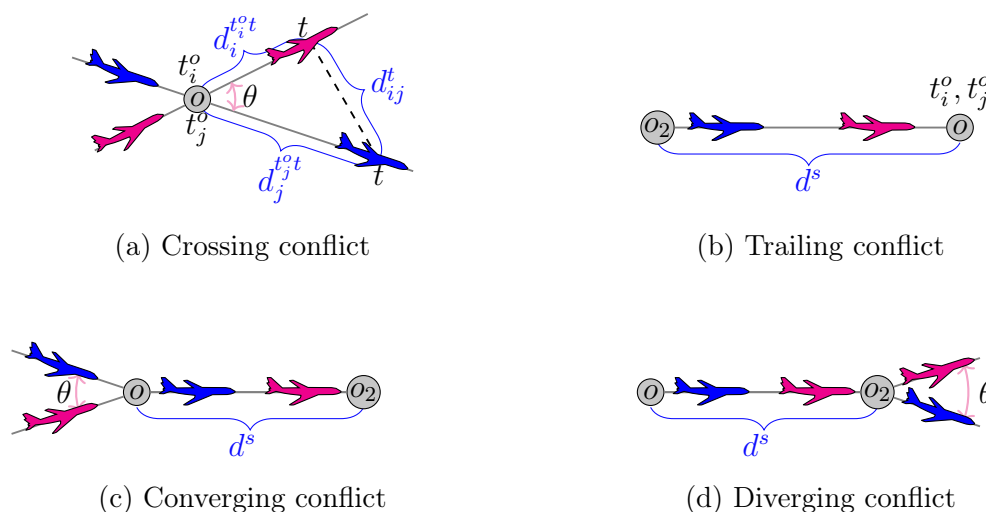 d_i^{t_i^o t}
t
t_i^o
d_{ij}^t
o
θ
t_j^o
d_j^{t_j^o t}
t
(a) Crossing conflict
t_i^o, t_j^o
o_2
o
d^s
(b) Trailing conflict
θ
o
o_2
d^s
(c) Converging conflict
o
o_2
θ
d^s
(d) Diverging conflict